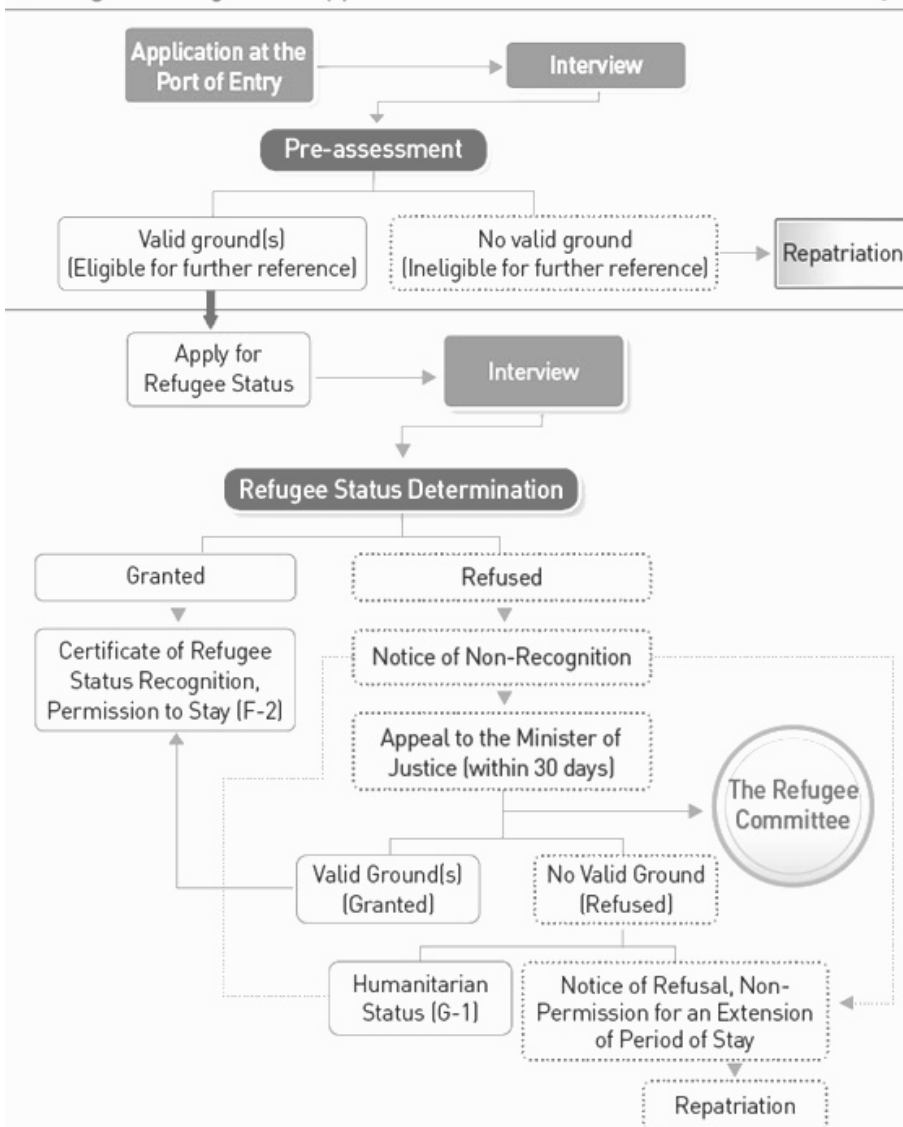 Application at the
Port of Entry
Interview
Pre-assessment
Valid ground(s)
(Eligible for further reference)
No valid ground
(Ineligible for further reference)
Repatriation
Apply for
Refugee Status
Interview
Refugee Status Determination
Granted
Refused
Certificate of Refugee
Status Recognition,
Permission to Stay (F-2)
Notice of Non-Recognition
Appeal to the Minister of
Justice (within 30 days)
The Refugee
Committee
Valid Ground(s)
(Granted)
No Valid Ground
(Refused)
Humanitarian
Status (G-1)
Notice of Refusal, Non-
Permission for an Extension
of Period of Stay
Repatriation